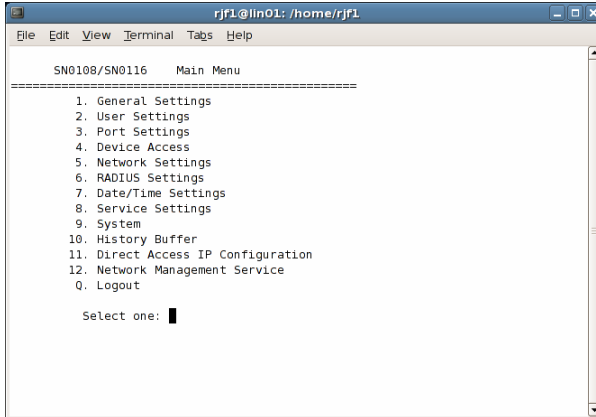 rjf1@lin01: /home/rjf1
File Edit View Terminal Tabs Help
SN0108/SN0116 Main Menu
================================================
1. General Settings
2. User Settings
3. Port Settings
4. Device Access
5. Network Settings
6. RADIUS Settings
7. Date/Time Settings
8. Service Settings
9. System
10. History Buffer
11. Direct Access IP Configuration
12. Network Management Service
Q. Logout
Select one: